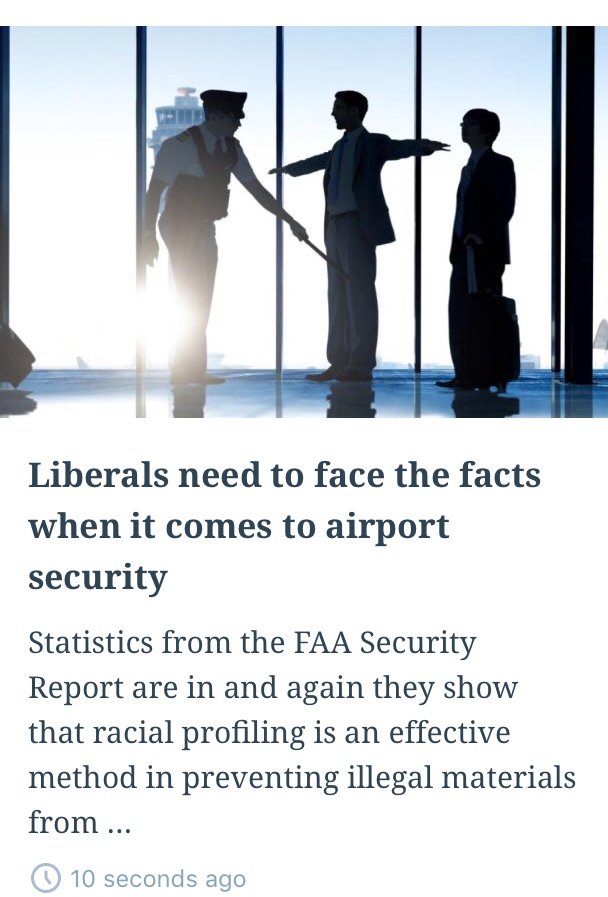 Liberals need to face the facts
when it comes to airport
security
Statistics from the FAA Security
Report are in and again they show
that racial profiling is an effective
method in preventing illegal materials
from ...
10 seconds ago